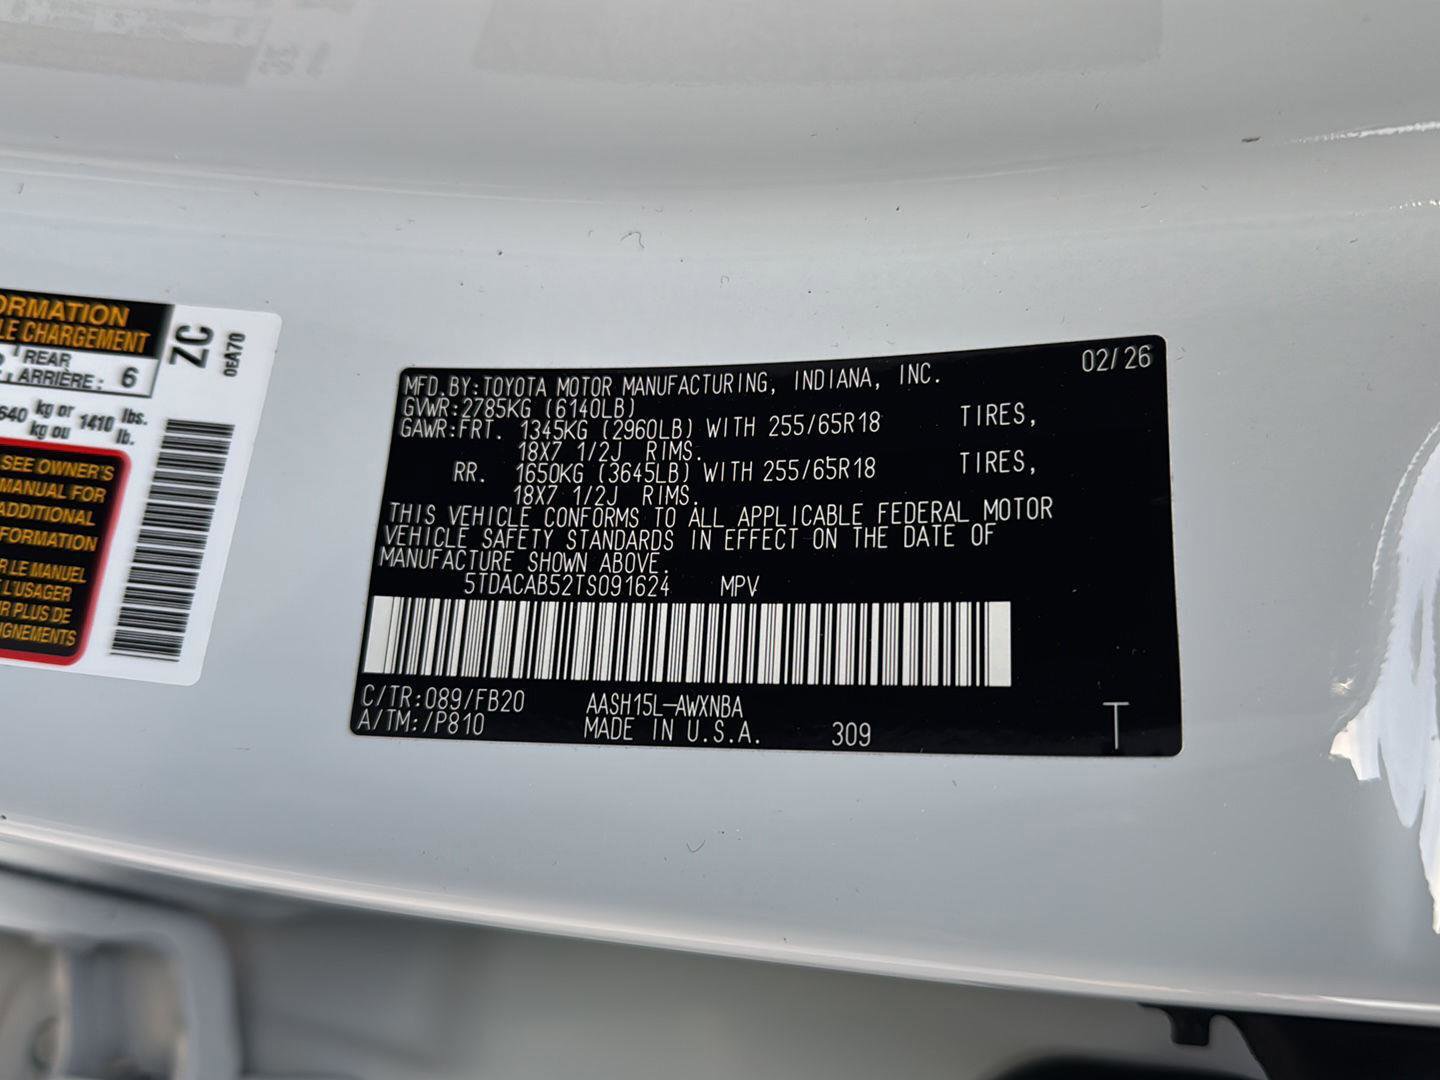 ORMATION
LE CHARGEMENT
REAR
ARRIÈRE: 6
ZC
0EA70
640 kg or 1410 lbs.
kg ou lb.
SEE OWNER'S
MANUAL FOR
ADDITIONAL
FORMATION
R LE MANUEL
L'USAGER
R PLUS DE
IGNEMENTS
02/26
MFD.BY:TOYOTA MOTOR MANUFACTURING, INDIANA, INC.
GVWR:2785KG (6140LB)
GAWR:FRT. 1345KG (2960LB) WITH 255/65R18 TIRES,
18X7 1/2J RIMS.
RR. 1650KG (3645LB) WITH 255/65R18 TIRES,
18X7 1/2J RIMS.
THIS VEHICLE CONFORMS TO ALL APPLICABLE FEDERAL MOTOR
VEHICLE SAFETY STANDARDS IN EFFECT ON THE DATE OF
MANUFACTURE SHOWN ABOVE.
5TDACAB52TS091624 MPV
C/TR:089/FB20 AASH15L-AWXNBA
A/TM:/P810 MADE IN U.S.A. 309 T